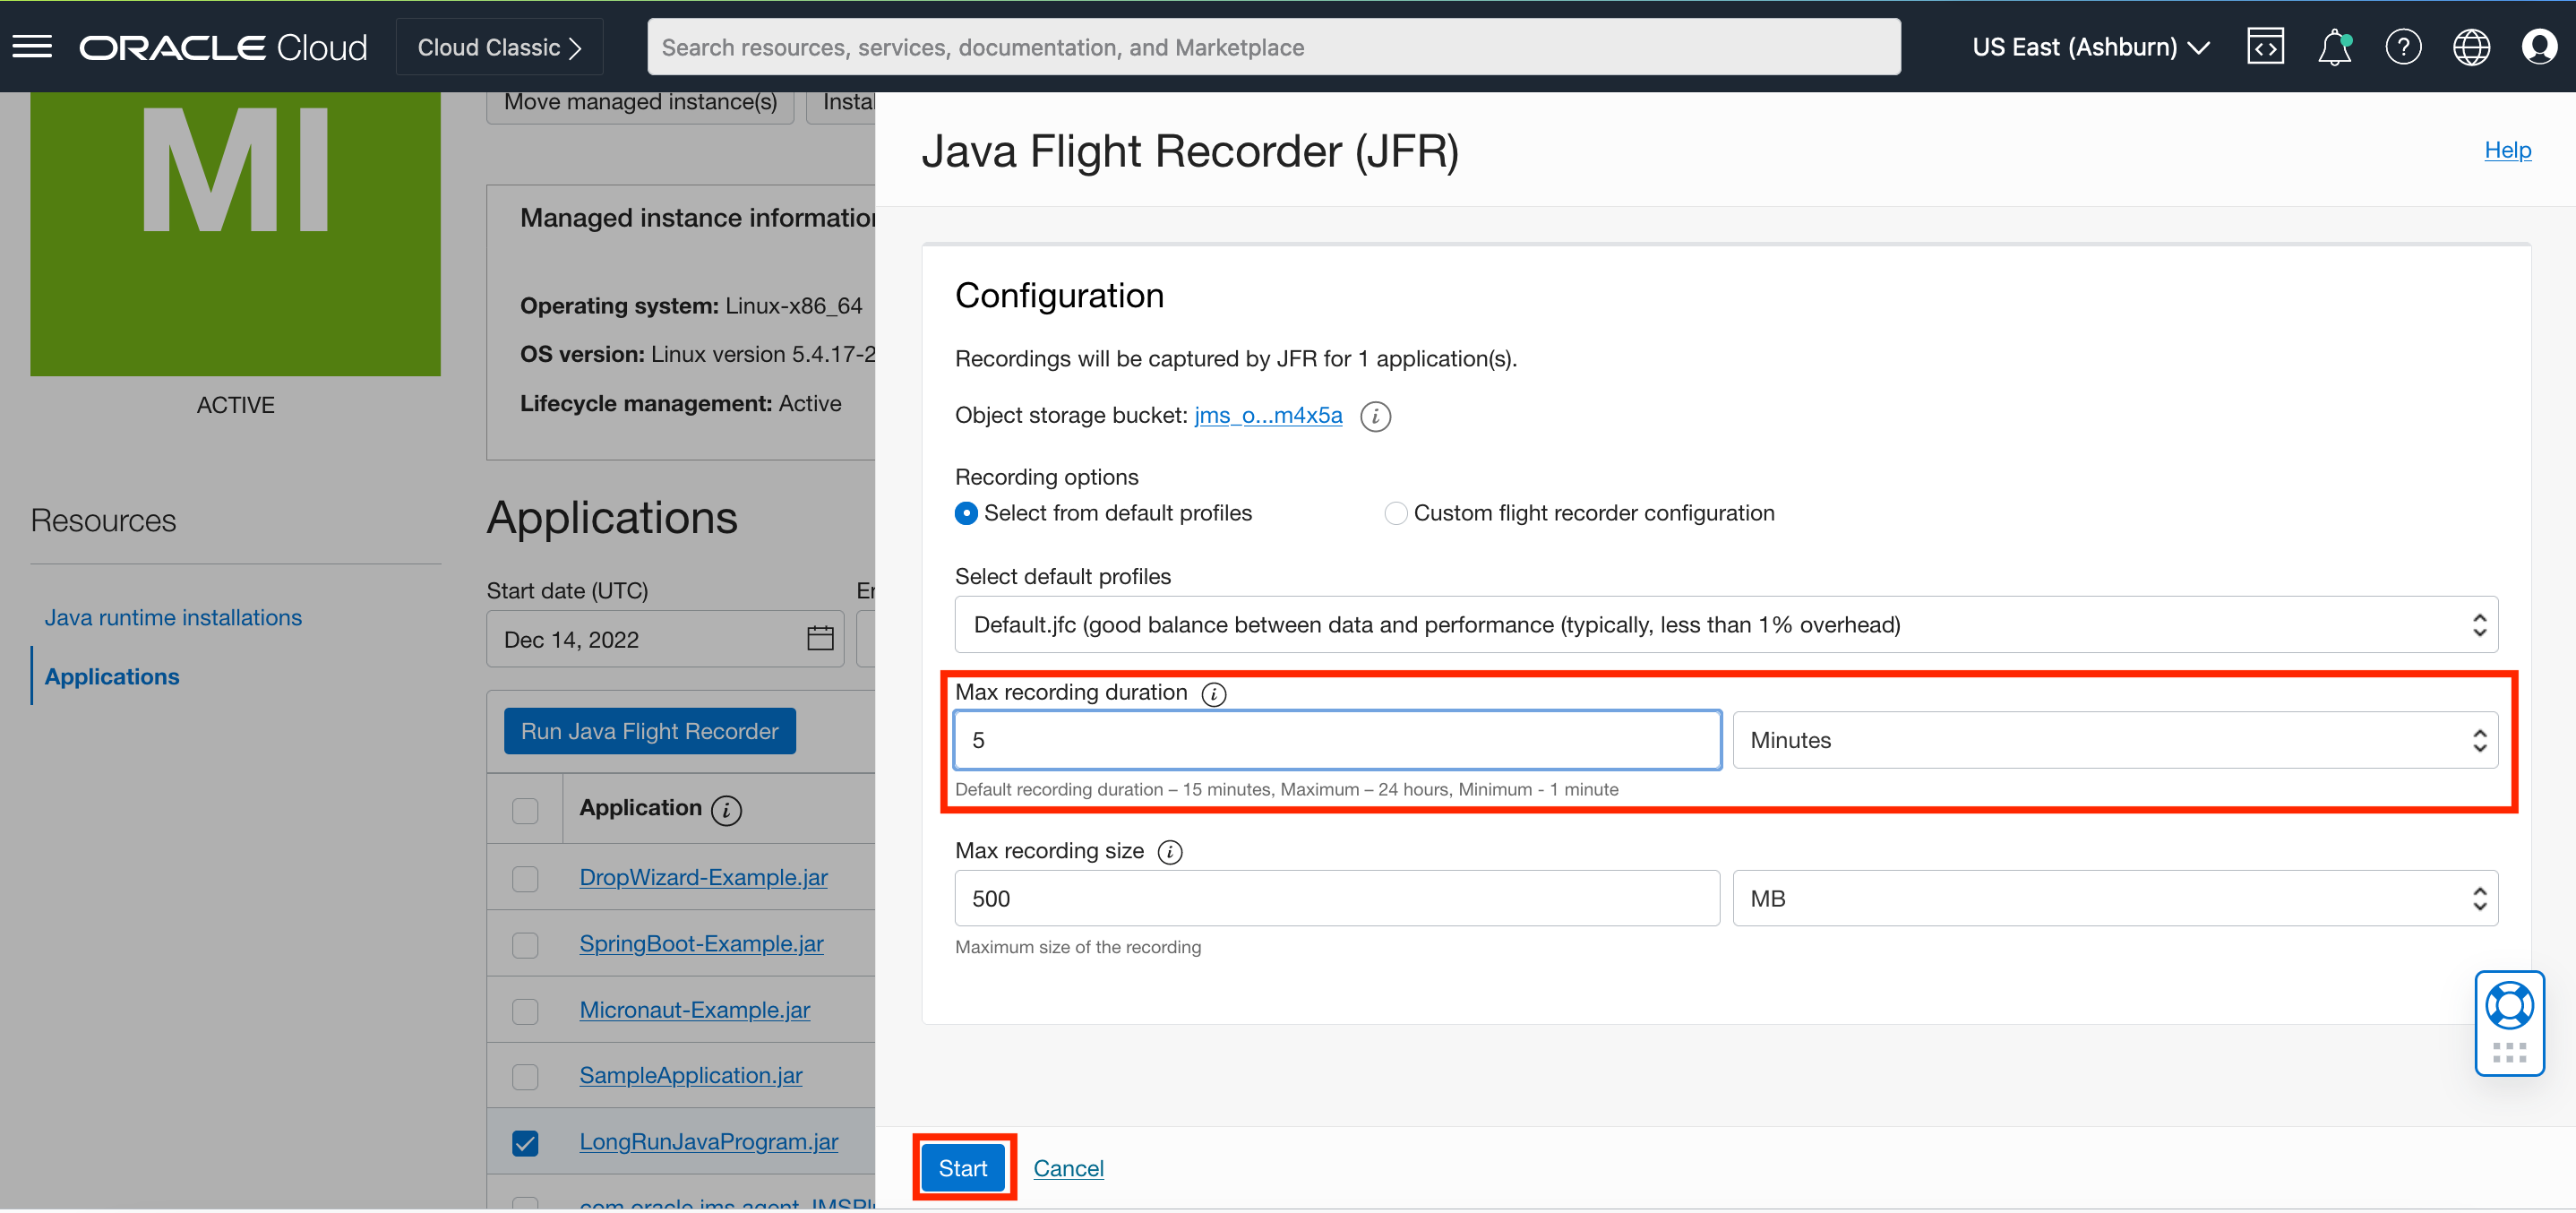 ORACLE Cloud
Cloud Classic
Search resources, services, documentation, and Marketplace
US East (Ashburn)
MI
ACTIVE
Resources
Java runtime installations
Applications
Move managed instance(s)
Managed instance information
Operating system: Linux-x86_64
OS version: Linux version 5.4.17-2
Lifecycle management: Active
Applications
Start date (UTC)
Dec 14, 2022
Run Java Flight Recorder
Application
DropWizard-Example.jar
SpringBoot-Example.jar
Micronaut-Example.jar
SampleApplication.jar
LongRunJavaProgram.jar
Java Flight Recorder (JFR)
Help
Configuration
Recordings will be captured by JFR for 1 application(s).
Object storage bucket: jms_o...m4x5a
Recording options
Select from default profiles
Custom flight recorder configuration
Select default profiles
Default.jfc (good balance between data and performance (typically, less than 1% overhead)
Max recording duration
5
Minutes
Default recording duration – 15 minutes, Maximum – 24 hours, Minimum - 1 minute
Max recording size
500
MB
Maximum size of the recording
Start
Cancel